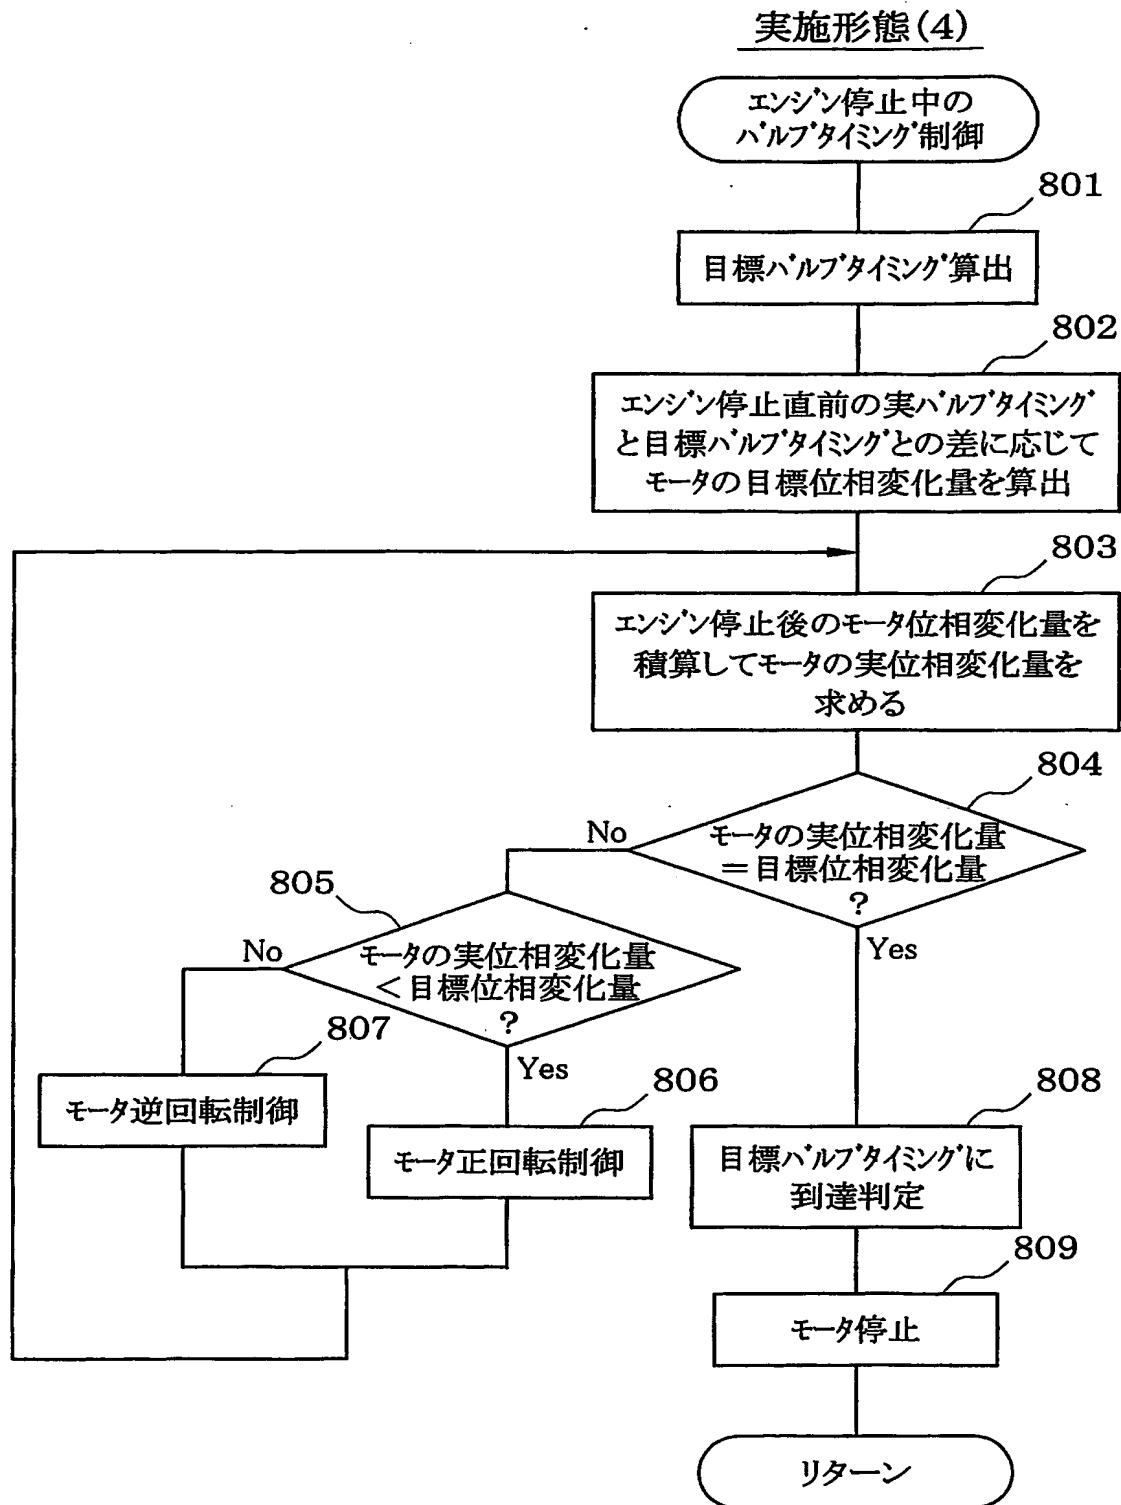 実施形態(4)
エンジン停止中の
バルブタイミング制御
801
目標バルブタイミング算出
802
エンジン停止直前の実バルブタイミング
と目標バルブタイミングとの差に応じて
モータの目標位相変化量を算出
803
エンジン停止後のモータ位相変化量を
積算してモータの実位相変化量を
求める
804
No
モータの実位相変化量
=目標位相変化量
?
Yes
805
No
モータの実位相変化量
<目標位相変化量
?
Yes
807
モータ逆回転制御
806
モータ正回転制御
808
目標バルブタイミングに
到達判定
809
モータ停止
リターン